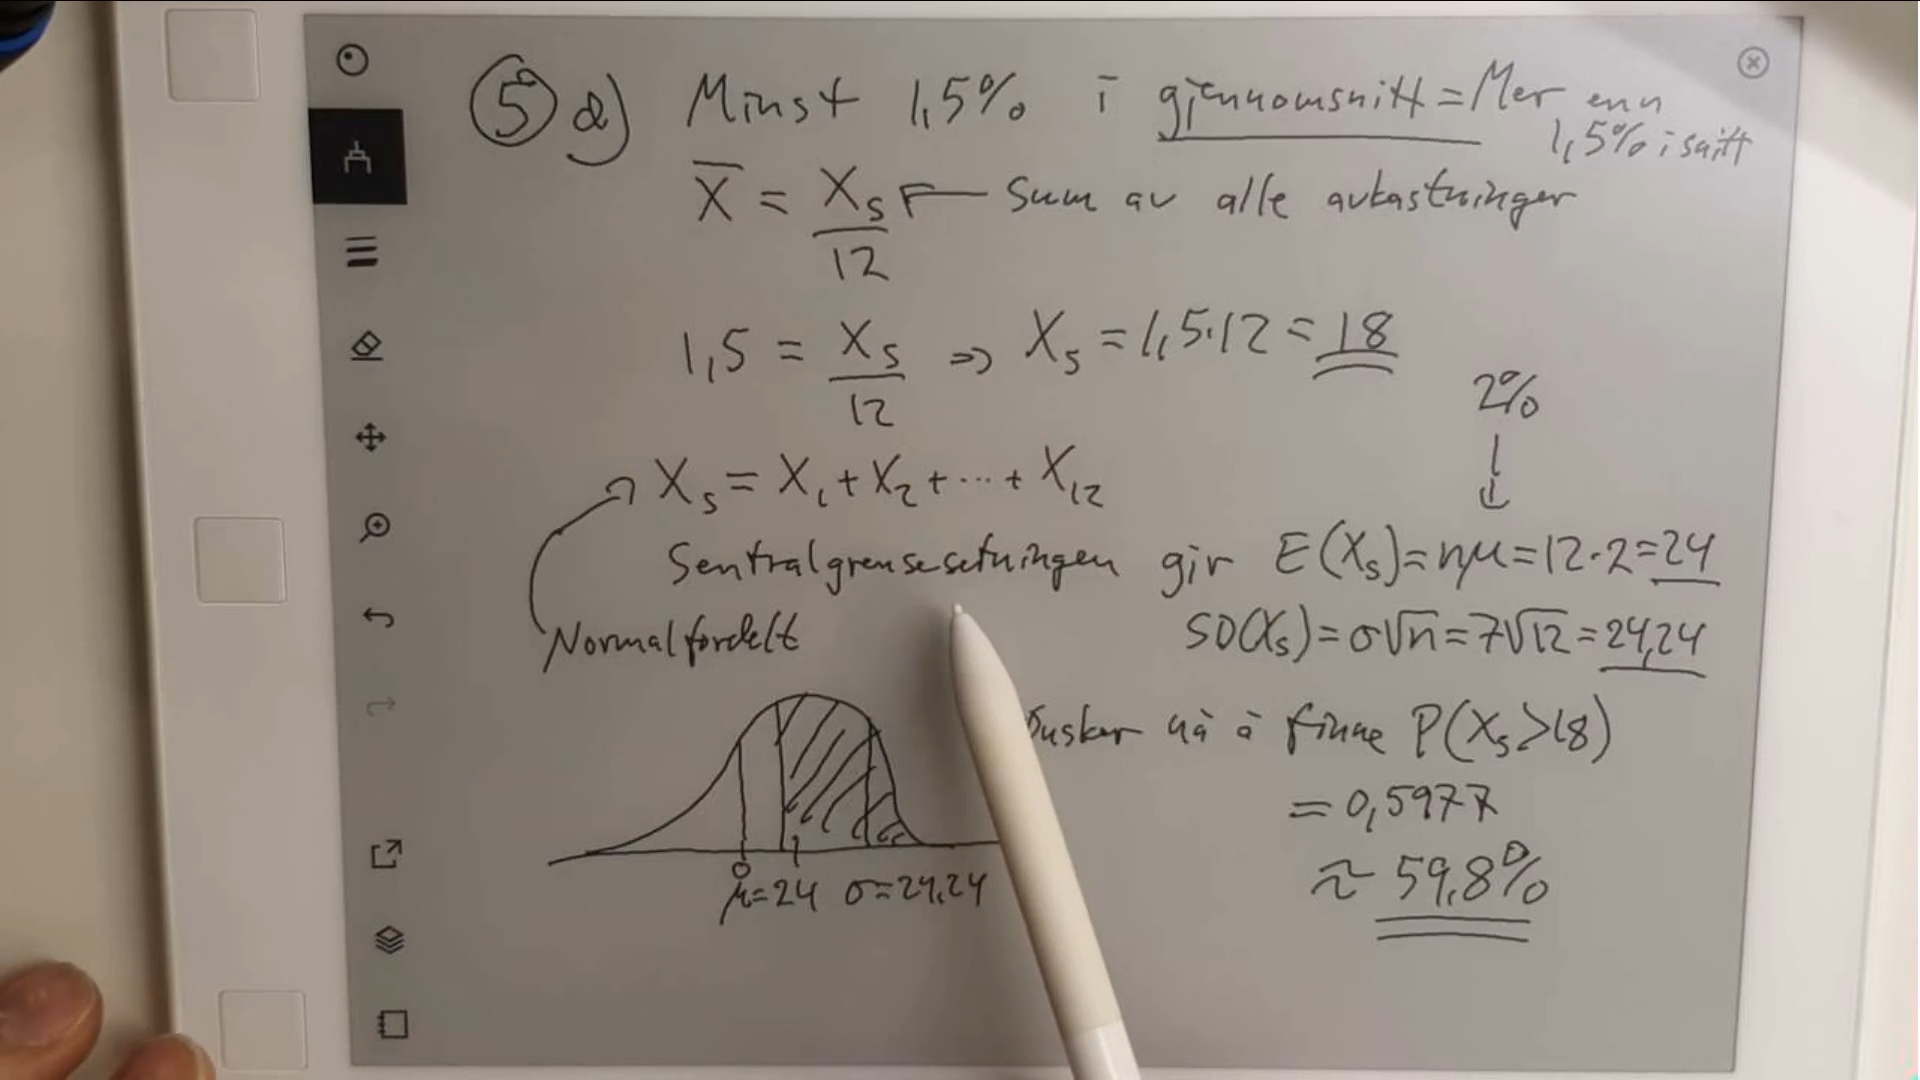 5 d) Minst 1,5% i gjennomsnitt = Mer enn
1,5% i snitt
X̄ = Xs/12 ← Sum av alle avkastninger
1,5 = Xs/12 => Xs = 1,5·12 = 18
2%
↓
Xs = X1 + X2 + ··· + X12
Sentralgrensesetningen gir E(Xs) = nμ = 12·2 = 24
Normalfordelt
SD(Xs) = σ√n = 7√12 = 24,24
Ønsker nå å finne P(Xs > 18)
= 0,5977
≈ 59,8%
0
μ=24 σ=24,24